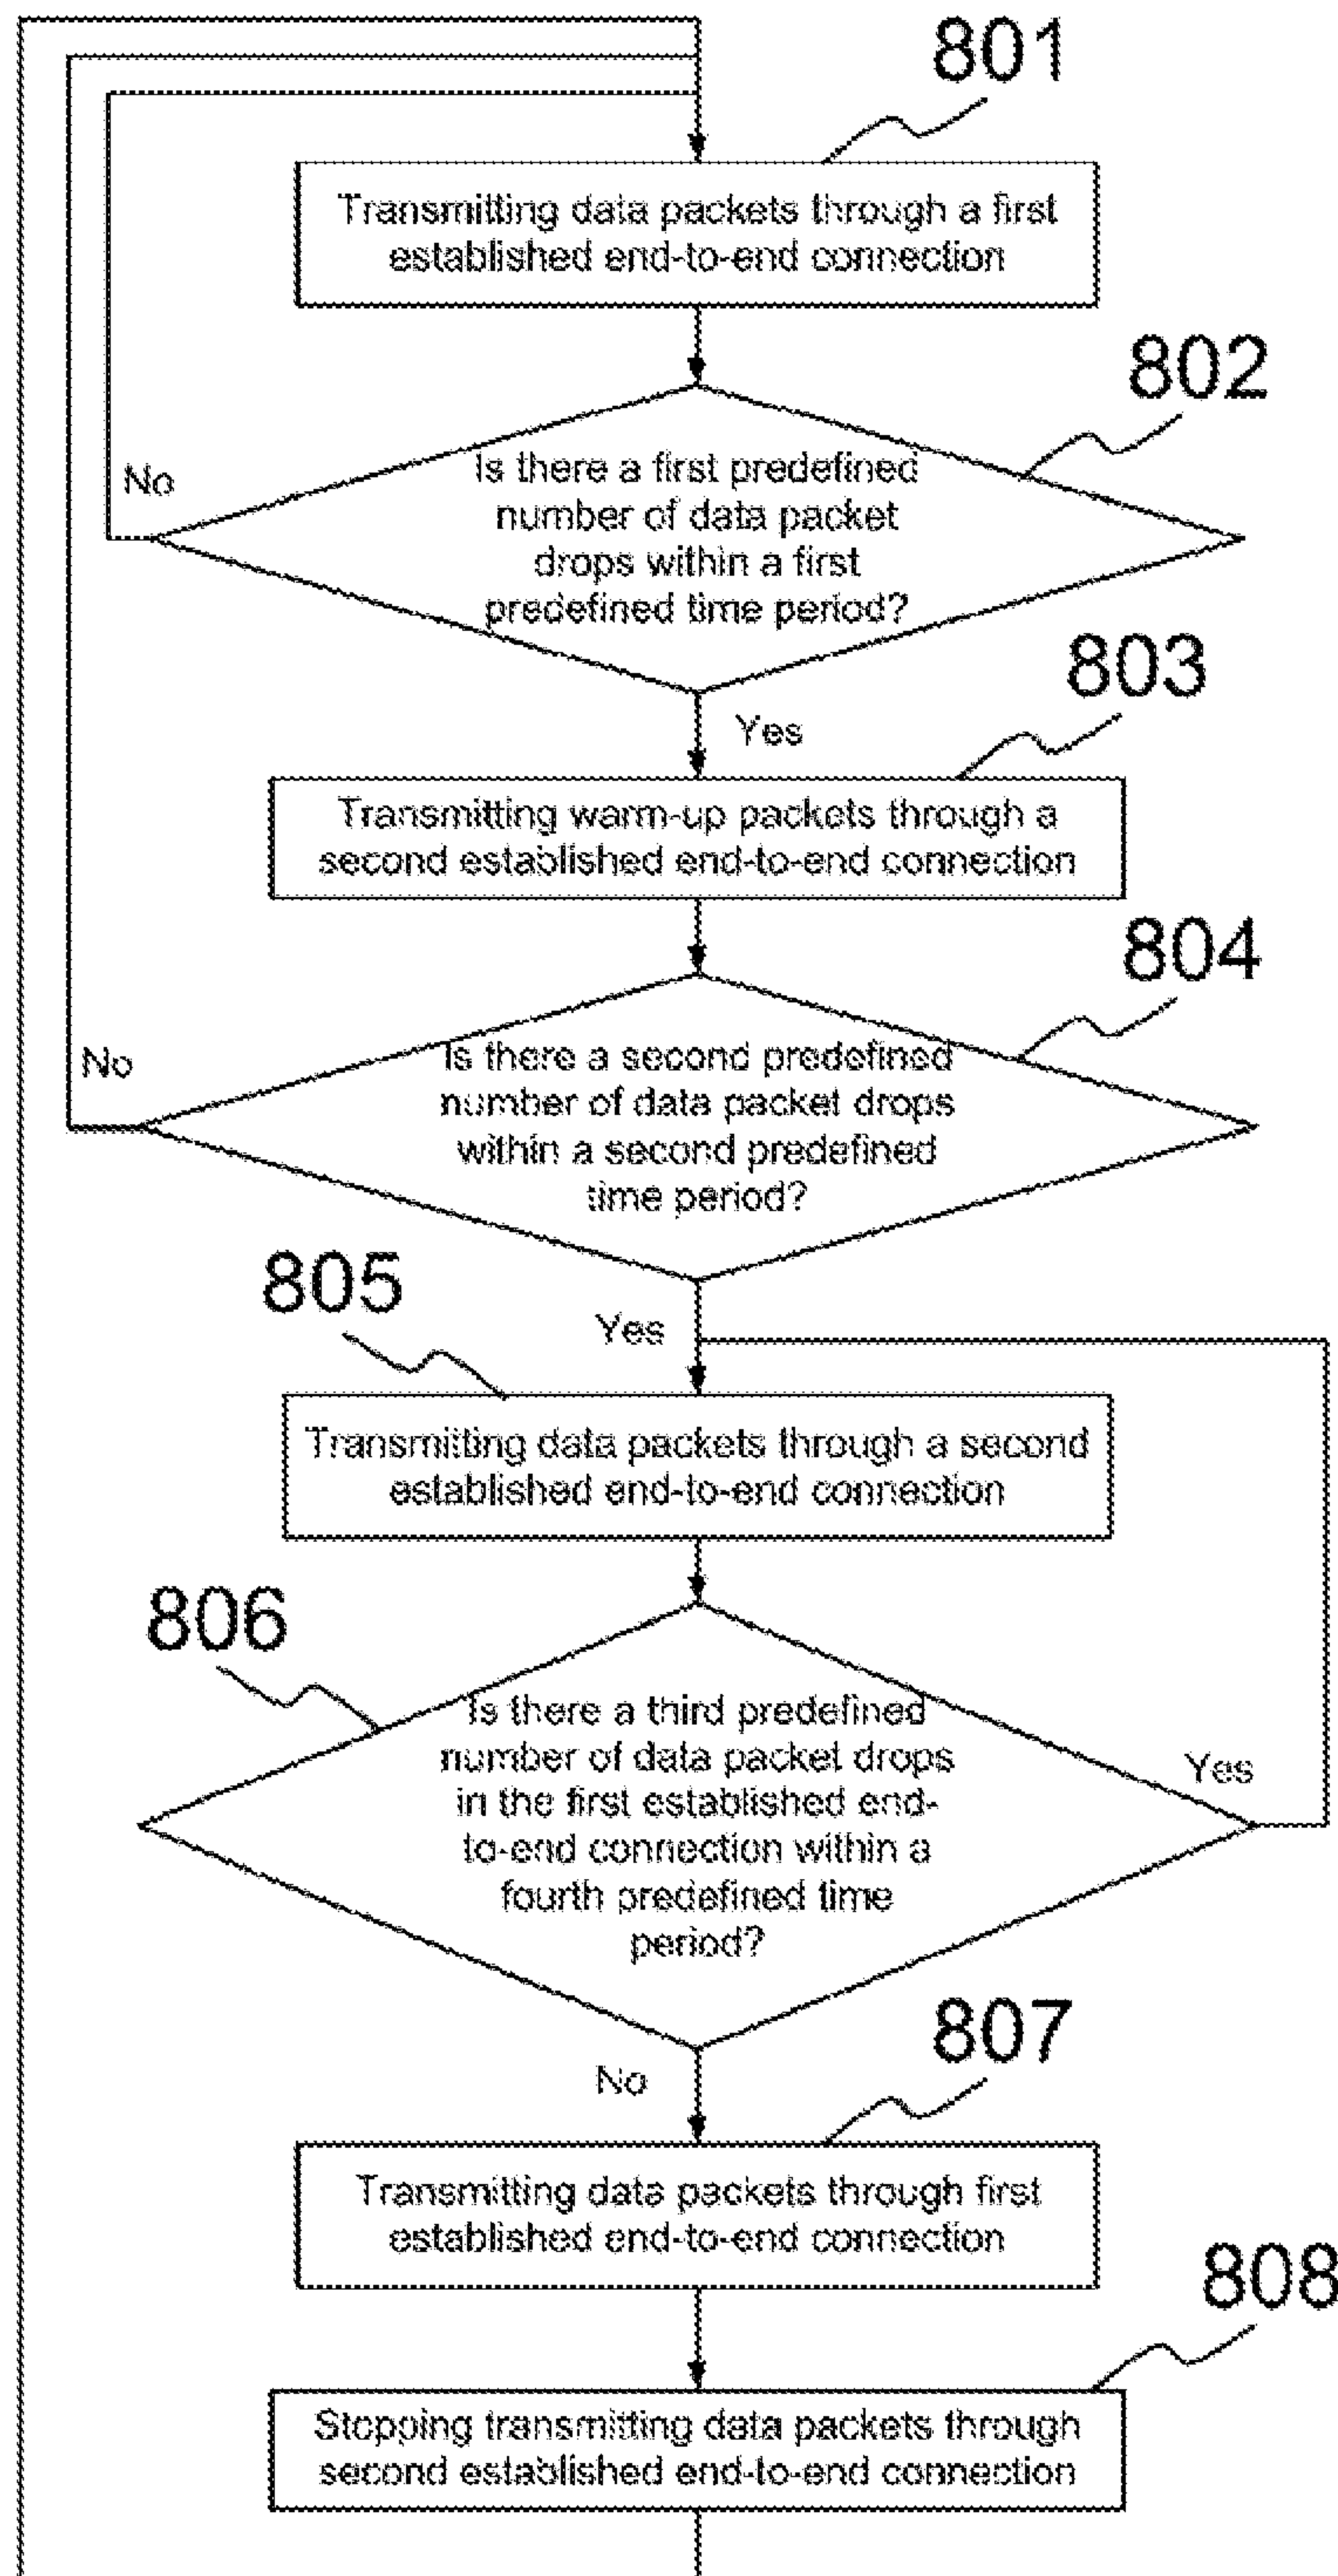 801
Transmitting data packets through a first
established end-to-end connection
802
Is there a first predefined
number of data packet
drops within a first
predefined time period?
No
Yes
803
Transmitting warm-up packets through a
second established end-to-end connection
804
Is there a second predefined
number of data packet drops
within a second predefined
time period?
No
Yes
805
Transmitting data packets through a second
established end-to-end connection
806
Is there a third predefined
number of data packet drops
in the first established end-
to-end connection within a
fourth predefined time
period?
Yes
No
807
Transmitting data packets through first
established end-to-end connection
808
Stopping transmitting data packets through
second established end-to-end connection